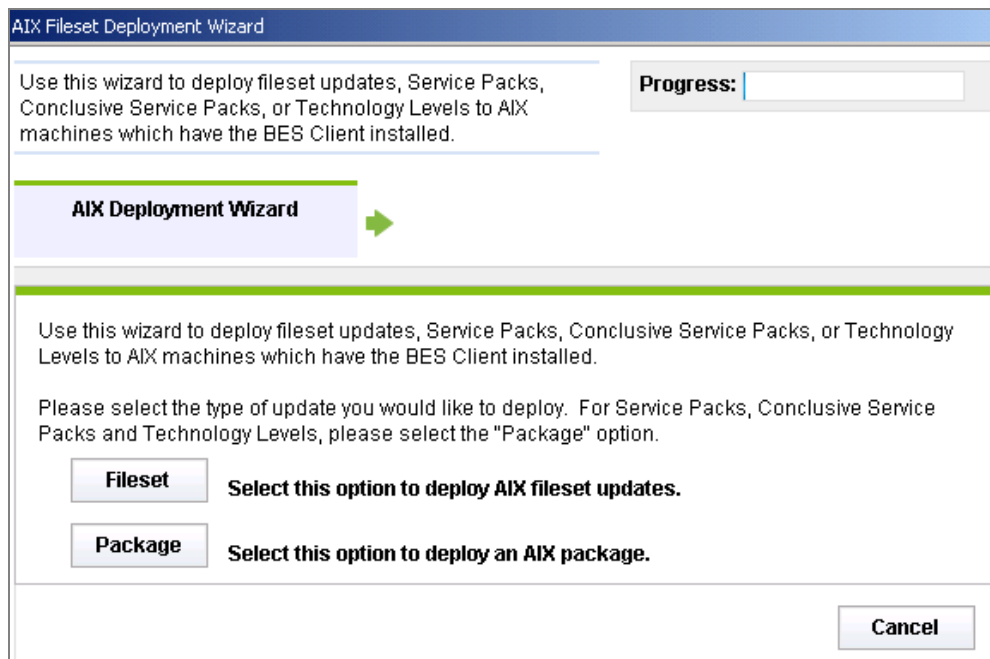 AIX Fileset Deployment Wizard
Use this wizard to deploy fileset updates, Service Packs,
Conclusive Service Packs, or Technology Levels to AIX
machines which have the BES Client installed.
Progress:
AIX Deployment Wizard
Use this wizard to deploy fileset updates, Service Packs, Conclusive Service Packs, or Technology
Levels to AIX machines which have the BES Client installed.
Please select the type of update you would like to deploy. For Service Packs, Conclusive Service
Packs and Technology Levels, please select the "Package" option.
Fileset
Select this option to deploy AIX fileset updates.
Package
Select this option to deploy an AIX package.
Cancel